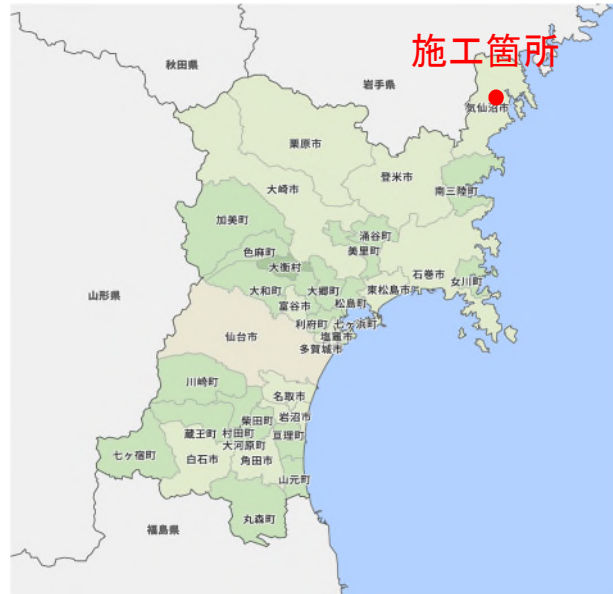 施工箇所
秋田県
岩手県
気仙沼市
栗原市
登米市
大崎市
南三陸町
加美町
涌谷町
色麻町
美里町
大衡村
石巻市
女川町
大和町
大郷町
東松島市
山形県
富谷市
松島町
利府町
七ヶ浜町
仙台市
塩竈市
多賀城市
川崎町
名取市
柴田町
岩沼市
蔵王町
村田町
亘理町
大河原町
七ヶ宿町
白石市
角田市
山元町
丸森町
福島県